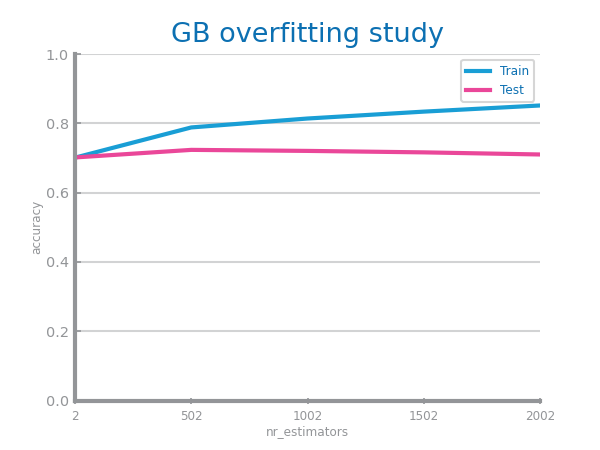 GB overfitting study
1.0
0.8
0.6
0.4
0.2
0.0
accuracy
Train
Test
2 502 1002 1502 2002
nr_estimators